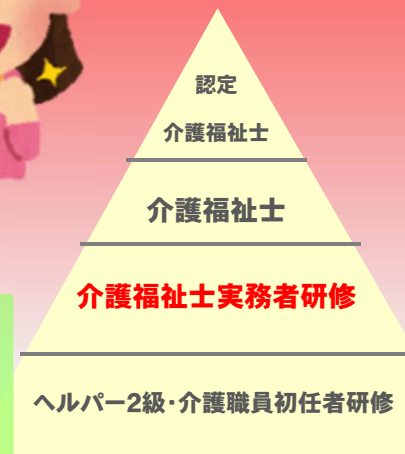 認定
介護福祉士
介護福祉士
介護福祉士実務者研修
ヘルパー2級・介護職員初任者研修